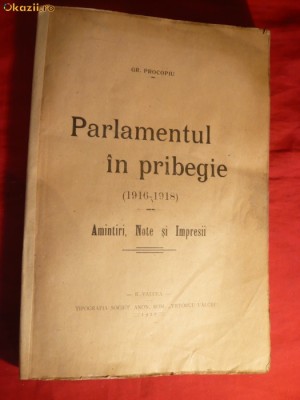 Okazii.ro
GR. PROCOPIU
Parlamentul
în pribegie
(1916-1918)
Amintiri, Note și Impresii